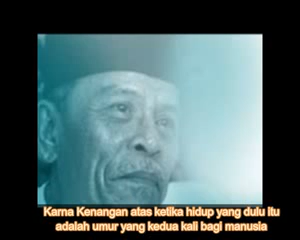 Karna Kenangan atas ketika hidup yang dulu itu
adalah umur yang kedua kali bagi manusia